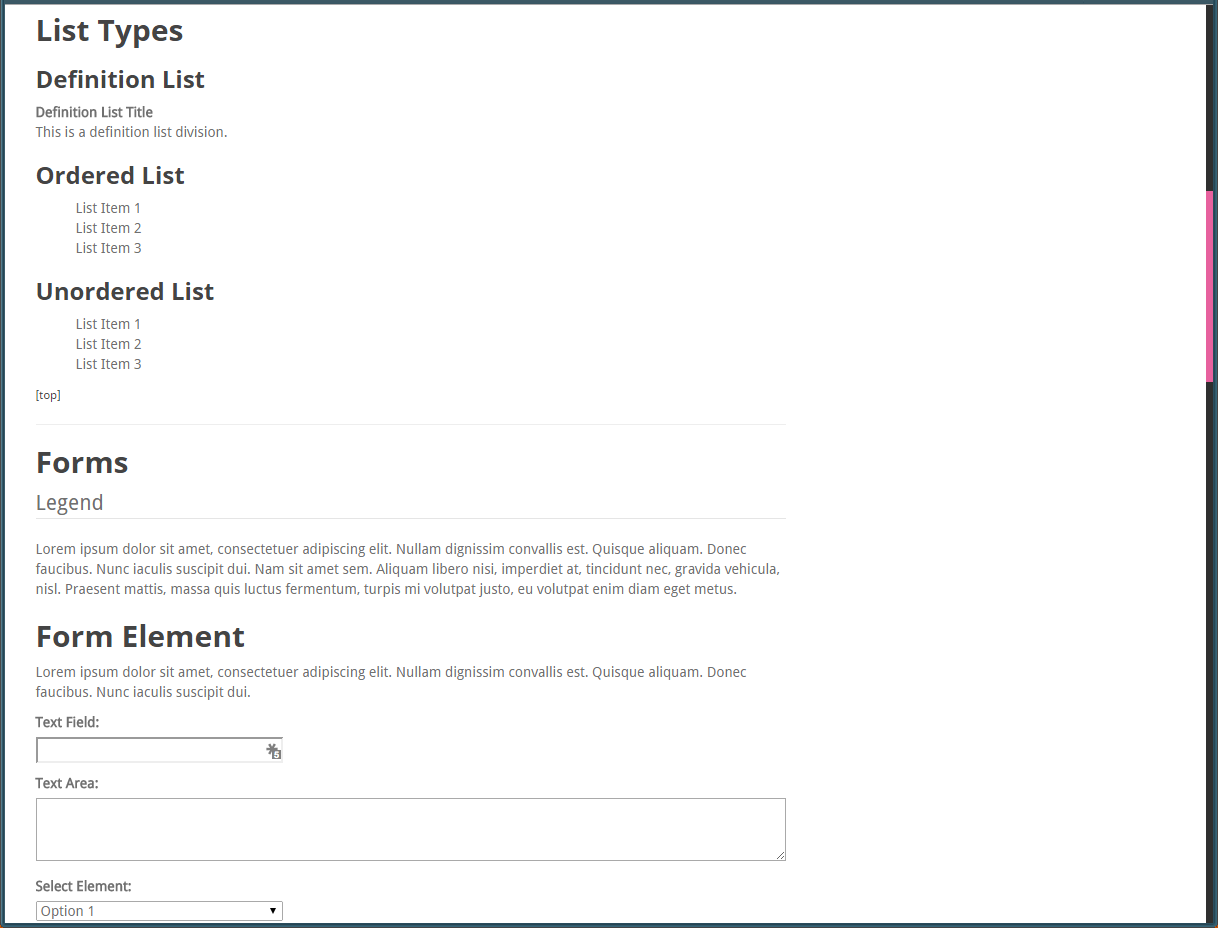 List Types
Definition List
Definition List Title
This is a definition list division.
Ordered List
List Item 1
List Item 2
List Item 3
Unordered List
List Item 1
List Item 2
List Item 3
[top]
Forms
Legend
Lorem ipsum dolor sit amet, consectetuer adipiscing elit. Nullam dignissim convallis est. Quisque aliquam. Donec
faucibus. Nunc iaculis suscipit dui. Nam sit amet sem. Aliquam libero nisi, imperdiet at, tincidunt nec, gravida vehicula,
nisl. Praesent mattis, massa quis luctus fermentum, turpis mi volutpat justo, eu volutpat enim diam eget metus.
Form Element
Lorem ipsum dolor sit amet, consectetuer adipiscing elit. Nullam dignissim convallis est. Quisque aliquam. Donec
faucibus. Nunc iaculis suscipit dui.
Text Field:
Text Area:
Select Element:
Option 1